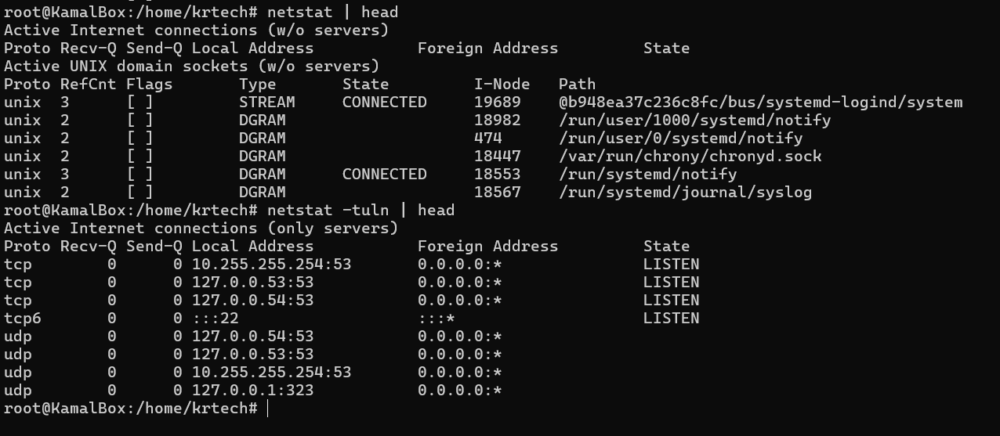 root@KamalBox:/home/krtech# netstat | head
Active Internet connections (w/o servers)
Proto Recv-Q Send-Q Local Address           Foreign Address         State
Active UNIX domain sockets (w/o servers)
Proto RefCnt Flags       Type       State         I-Node   Path
unix  3      [ ]         STREAM     CONNECTED     19689    @b948ea37c236c8fc/bus/systemd-logind/system
unix  2      [ ]         DGRAM                    18982    /run/user/1000/systemd/notify
unix  2      [ ]         DGRAM                    474      /run/user/0/systemd/notify
unix  2      [ ]         DGRAM                    18447    /var/run/chrony/chronyd.sock
unix  3      [ ]         DGRAM      CONNECTED     18553    /run/systemd/notify
unix  2      [ ]         DGRAM                    18567    /run/systemd/journal/syslog
root@KamalBox:/home/krtech# netstat -tuln | head
Active Internet connections (only servers)
Proto Recv-Q Send-Q Local Address           Foreign Address         State
tcp        0      0 10.255.255.254:53       0.0.0.0:*               LISTEN
tcp        0      0 127.0.0.53:53           0.0.0.0:*               LISTEN
tcp        0      0 127.0.0.54:53           0.0.0.0:*               LISTEN
tcp6       0      0 :::22                   :::*                    LISTEN
udp        0      0 127.0.0.54:53           0.0.0.0:*
udp        0      0 127.0.0.53:53           0.0.0.0:*
udp        0      0 10.255.255.254:53       0.0.0.0:*
udp        0      0 127.0.0.1:323           0.0.0.0:*
root@KamalBox:/home/krtech#